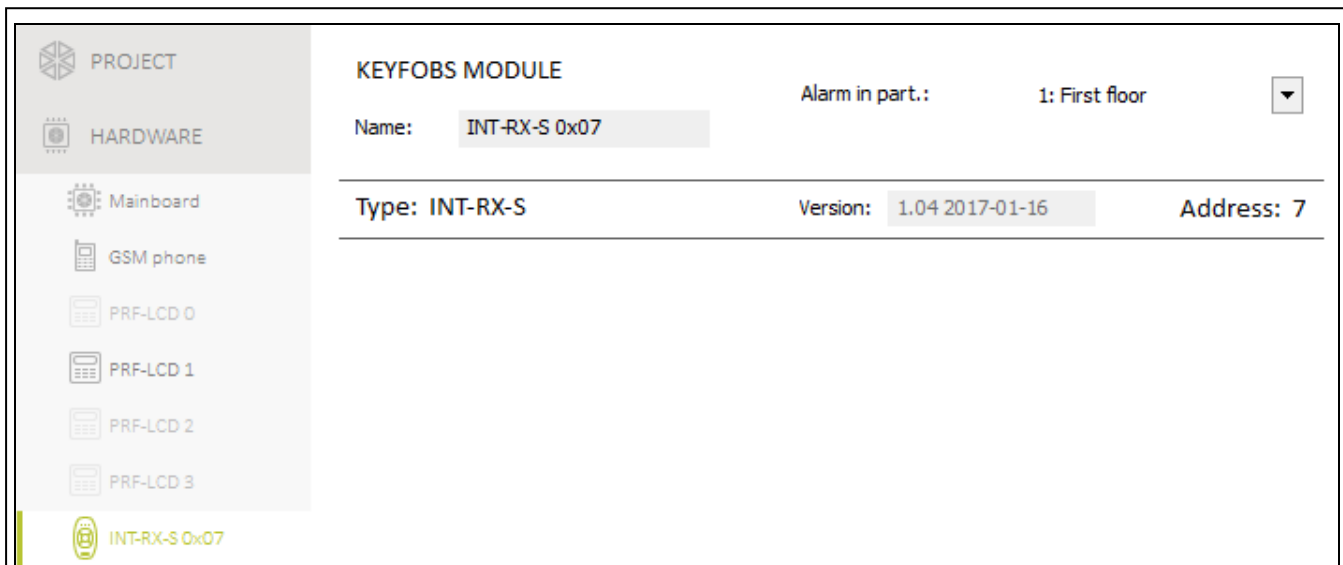 PROJECT
HARDWARE
Mainboard
GSM phone
PRF-LCD 0
PRF-LCD 1
PRF-LCD 2
PRF-LCD 3
INT-RX-S 0x07
KEYFOBS MODULE
Name: INT-RX-S 0x07
Alarm in part.: 1: First floor
Type: INT-RX-S Version: 1.04 2017-01-16 Address: 7